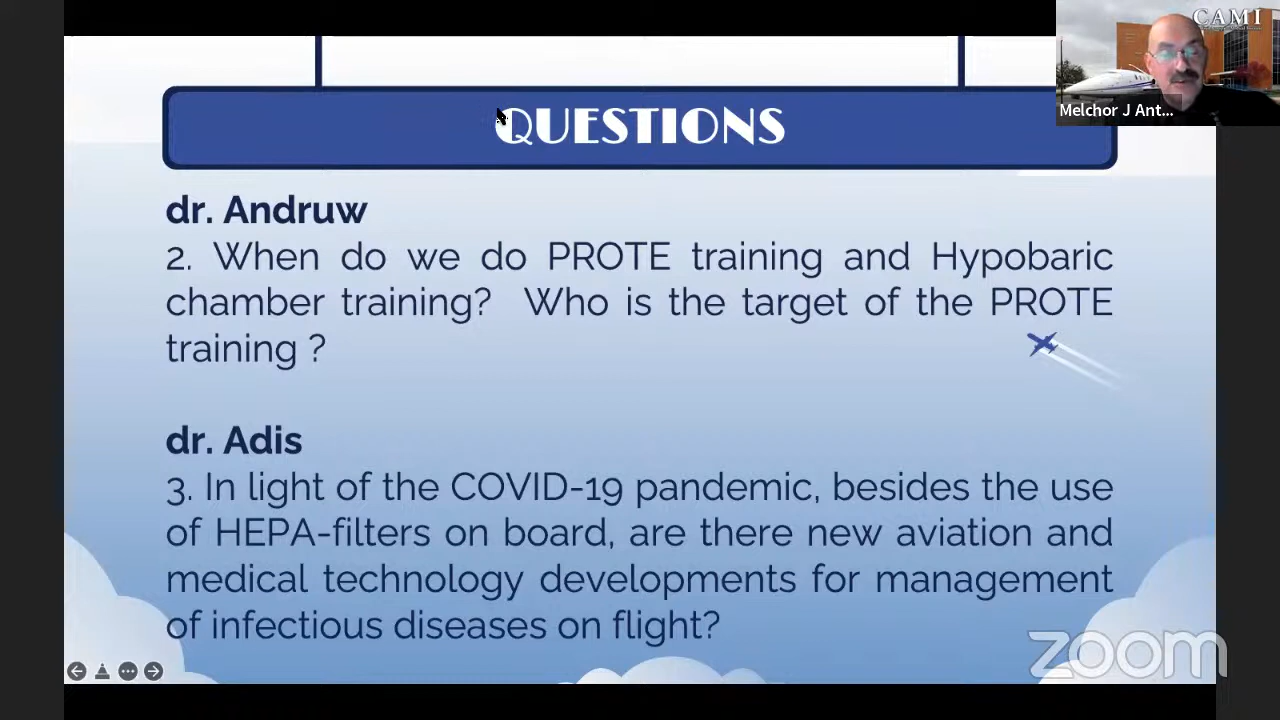 CAMI
Melchor J Ant...
QUESTIONS
dr. Andruw
2. When do we do PROTE training and Hypobaric
chamber training? Who is the target of the PROTE
training ?
dr. Adis
3. In light of the COVID-19 pandemic, besides the use
of HEPA-filters on board, are there new aviation and
medical technology developments for management
of infectious diseases on flight?
zoom